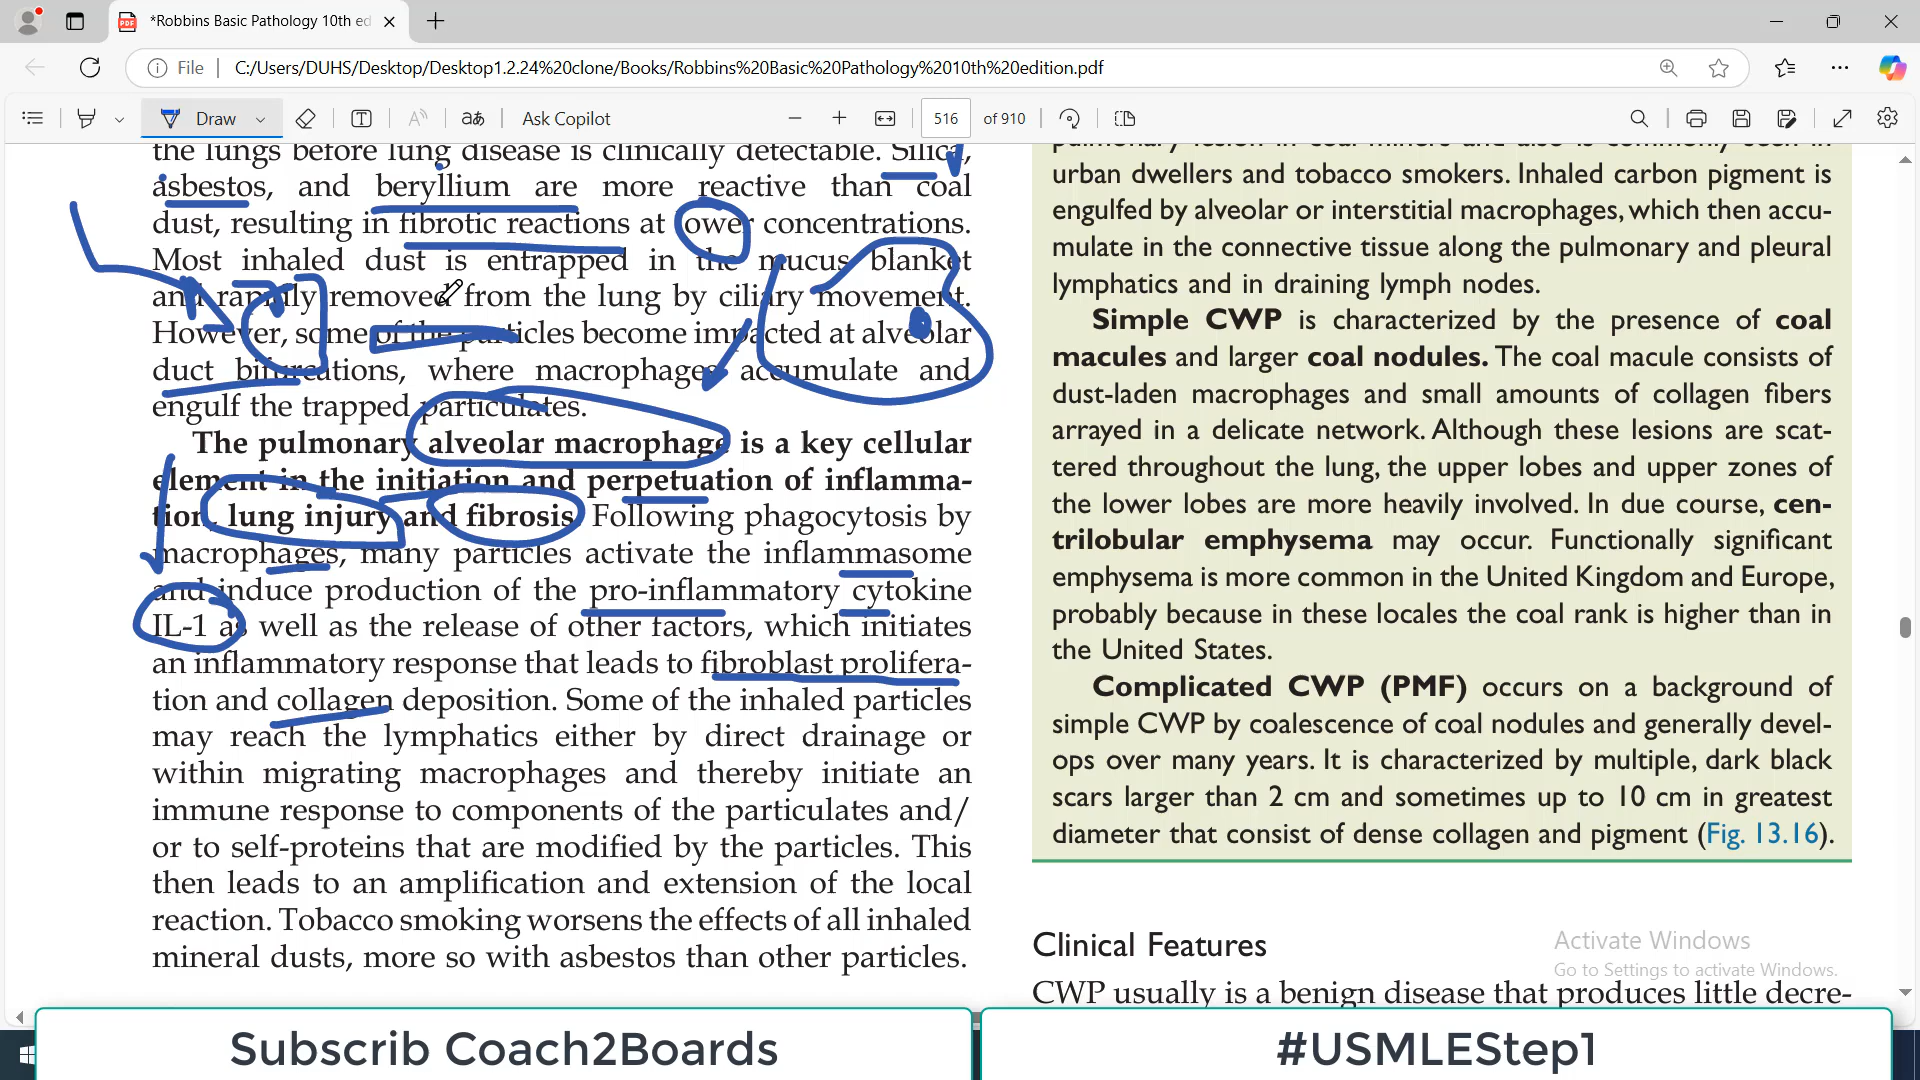 *Robbins Basic Pathology 10th ed
File
C:/Users/DUHS/Desktop/Desktop1.2.24%20clone/Books/Robbins%20Basic%20Pathology%2010th%20edition.pdf
Draw
Ask Copilot
516 of 910
the lungs before lung disease is clinically detectable. Silica,
asbestos, and beryllium are more reactive than coal
dust, resulting in fibrotic reactions at lower concentrations.
Most inhaled dust is entrapped in the mucus blanket
and rapidly removed from the lung by ciliary movement.
However, some of the particles become impacted at alveolar
duct bifurcations, where macrophages accumulate and
engulf the trapped particulates.
The pulmonary alveolar macrophage is a key cellular
element in the initiation and perpetuation of inflamma-
tion, lung injury and fibrosis. Following phagocytosis by
macrophages, many particles activate the inflammasome
and induce production of the pro-inflammatory cytokine
IL-1 as well as the release of other factors, which initiates
an inflammatory response that leads to fibroblast prolifera-
tion and collagen deposition. Some of the inhaled particles
may reach the lymphatics either by direct drainage or
within migrating macrophages and thereby initiate an
immune response to components of the particulates and/
or to self-proteins that are modified by the particles. This
then leads to an amplification and extension of the local
reaction. Tobacco smoking worsens the effects of all inhaled
mineral dusts, more so with asbestos than other particles.
pulmonary lesion in coal miners and also is commonly seen in
urban dwellers and tobacco smokers. Inhaled carbon pigment is
engulfed by alveolar or interstitial macrophages, which then accu-
mulate in the connective tissue along the pulmonary and pleural
lymphatics and in draining lymph nodes.
Simple CWP is characterized by the presence of coal
macules and larger coal nodules. The coal macule consists of
dust-laden macrophages and small amounts of collagen fibers
arrayed in a delicate network. Although these lesions are scat-
tered throughout the lung, the upper lobes and upper zones of
the lower lobes are more heavily involved. In due course, cen-
trilobular emphysema may occur. Functionally significant
emphysema is more common in the United Kingdom and Europe,
probably because in these locales the coal rank is higher than in
the United States.
Complicated CWP (PMF) occurs on a background of
simple CWP by coalescence of coal nodules and generally devel-
ops over many years. It is characterized by multiple, dark black
scars larger than 2 cm and sometimes up to 10 cm in greatest
diameter that consist of dense collagen and pigment (Fig. 13.16).
Clinical Features
CWP usually is a benign disease that produces little decre-
Activate Windows
Go to Settings to activate Windows.
Subscrib Coach2Boards
#USMLEStep1